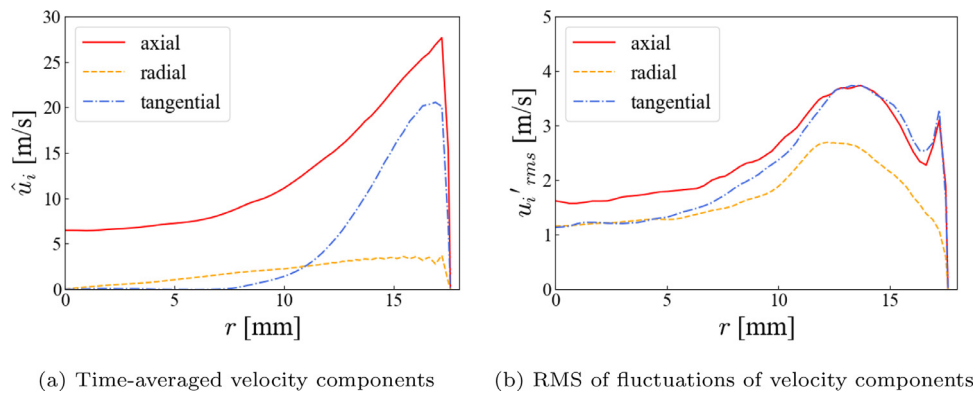 30
25
20
15
10
5
0
û_i [m/s]
axial
radial
tangential
0 5 10 15
r [mm]
(a) Time-averaged velocity components
5
4
3
2
1
0
u_i'_rms [m/s]
axial
radial
tangential
0 5 10 15
r [mm]
(b) RMS of fluctuations of velocity components